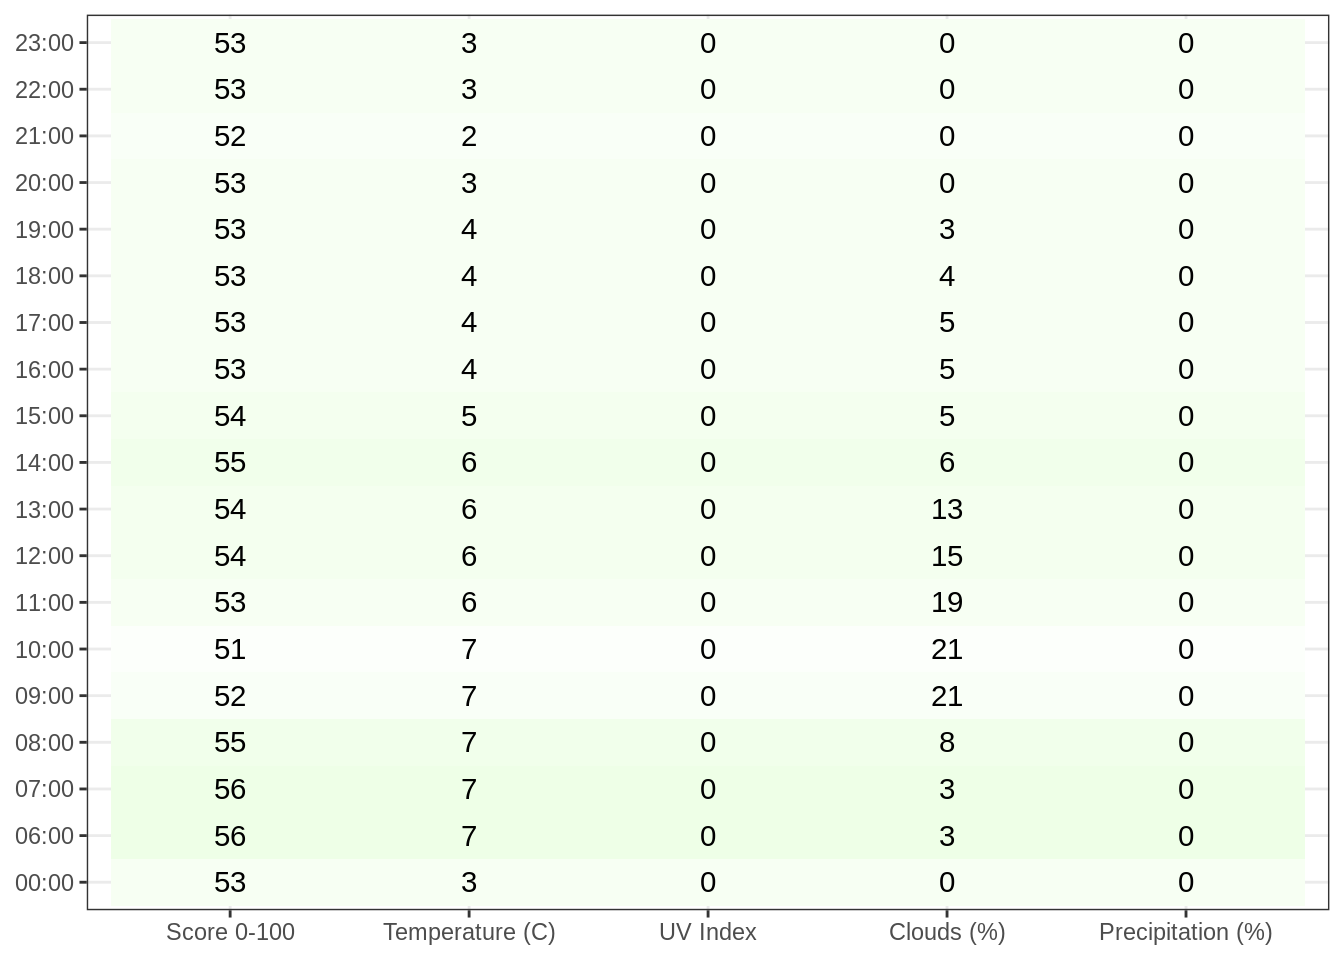 23:00 53 3 0 0 0
22:00 53 3 0 0 0
21:00 52 2 0 0 0
20:00 53 3 0 0 0
19:00 53 4 0 3 0
18:00 53 4 0 4 0
17:00 53 4 0 5 0
16:00 53 4 0 5 0
15:00 54 5 0 5 0
14:00 55 6 0 6 0
13:00 54 6 0 13 0
12:00 54 6 0 15 0
11:00 53 6 0 19 0
10:00 51 7 0 21 0
09:00 52 7 0 21 0
08:00 55 7 0 8 0
07:00 56 7 0 3 0
06:00 56 7 0 3 0
00:00 53 3 0 0 0
Score 0-100 Temperature (C) UV Index Clouds (%) Precipitation (%)